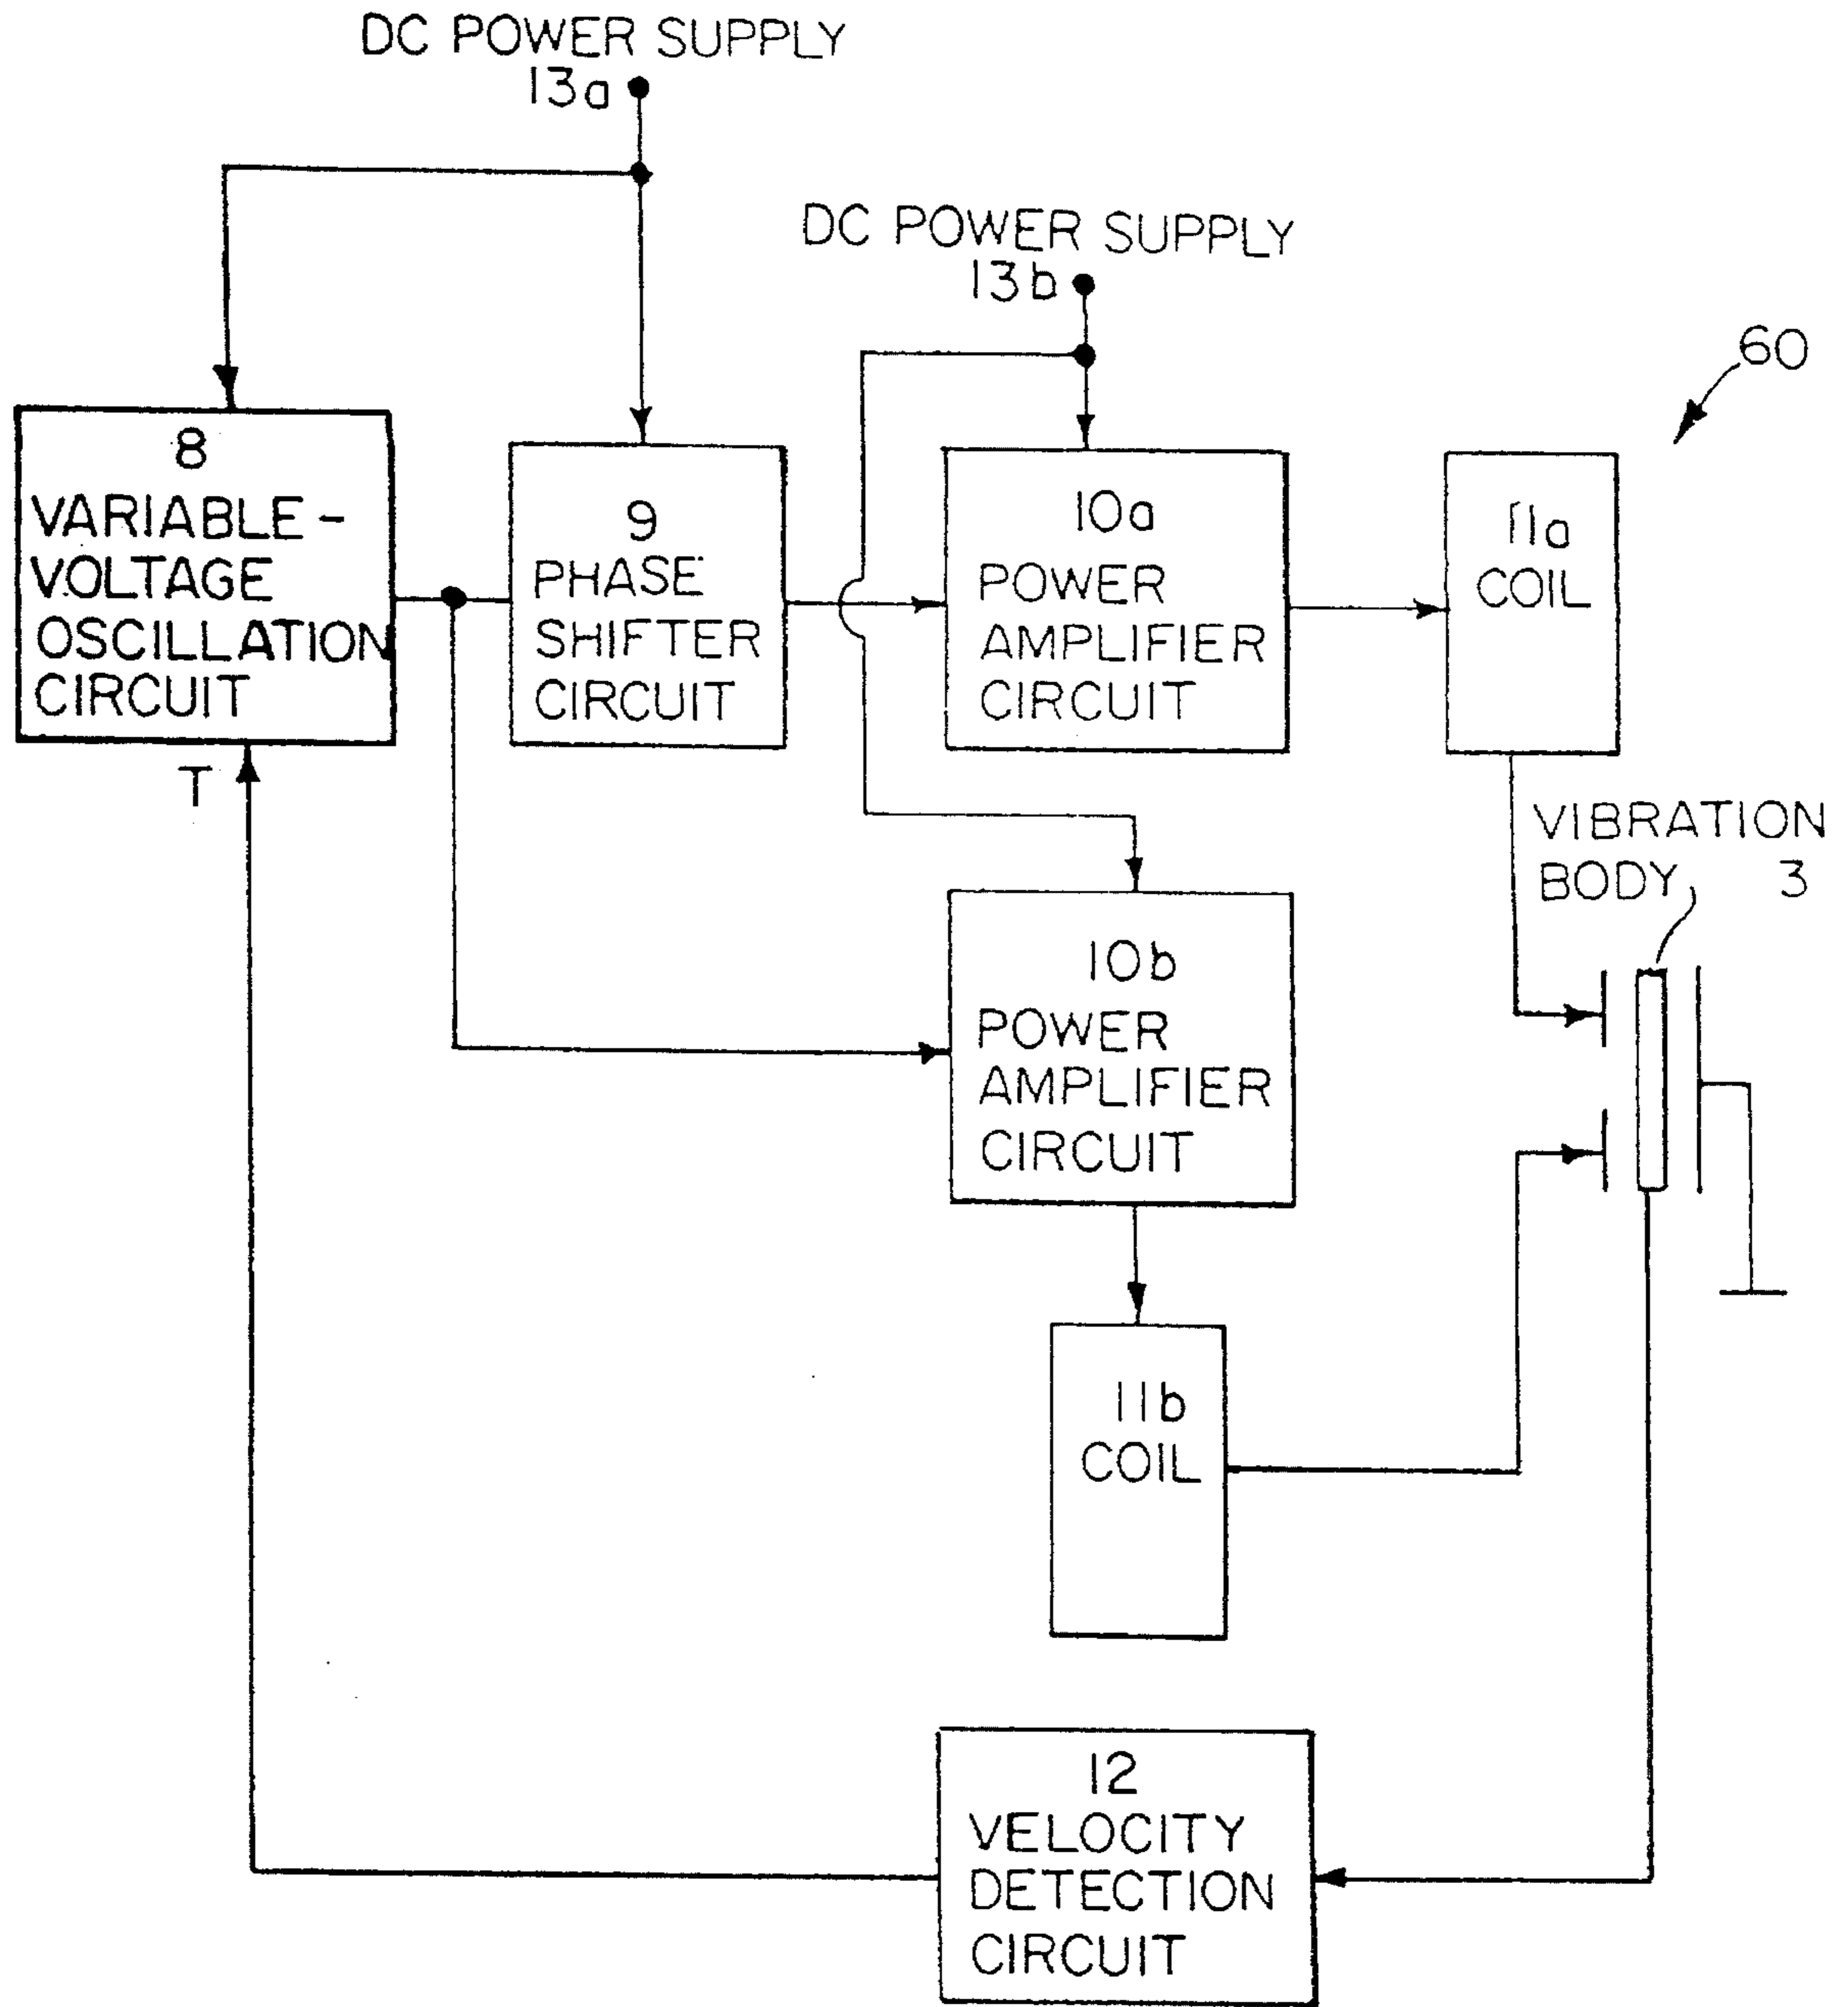 DC POWER SUPPLY
13a
DC POWER SUPPLY
13b
60
8
VARIABLE-
VOLTAGE
OSCILLATION
CIRCUIT
T
9
PHASE
SHIFTER
CIRCUIT
10a
POWER
AMPLIFIER
CIRCUIT
11a
COIL
VIBRATION
BODY 3
10b
POWER
AMPLIFIER
CIRCUIT
11b
COIL
12
VELOCITY
DETECTION
CIRCUIT